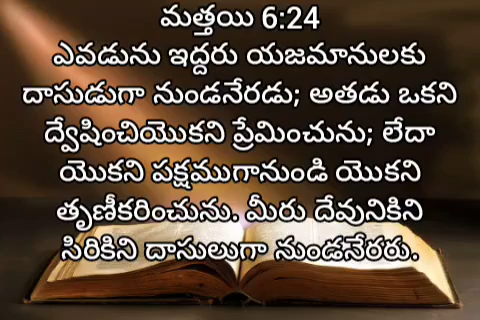 మత్తయి 6:24
ఎవడును ఇద్దరు యజమానులకు
దాసుడుగా నుండనేరడు; అతడు ఒకని
ద్వేషించియొకని ప్రేమించును; లేదా
యొకని పక్షముగానుండి యొకని
తృణీకరించును. మీరు దేవునికిని
సిరికిని దాసులుగా నుండనేరరు.